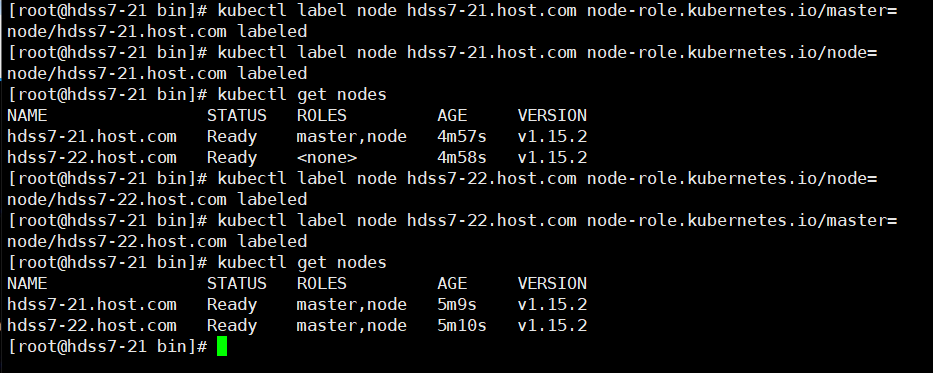 [root@hdss7-21 bin]# kubectl label node hdss7-21.host.com node-role.kubernetes.io/master=
node/hdss7-21.host.com labeled
[root@hdss7-21 bin]# kubectl label node hdss7-21.host.com node-role.kubernetes.io/node=
node/hdss7-21.host.com labeled
[root@hdss7-21 bin]# kubectl get nodes
NAME                STATUS   ROLES         AGE     VERSION
hdss7-21.host.com   Ready    master,node   4m57s   v1.15.2
hdss7-22.host.com   Ready    <none>        4m58s   v1.15.2
[root@hdss7-21 bin]# kubectl label node hdss7-22.host.com node-role.kubernetes.io/node=
node/hdss7-22.host.com labeled
[root@hdss7-21 bin]# kubectl label node hdss7-22.host.com node-role.kubernetes.io/master=
node/hdss7-22.host.com labeled
[root@hdss7-21 bin]# kubectl get nodes
NAME                STATUS   ROLES         AGE     VERSION
hdss7-21.host.com   Ready    master,node   5m9s    v1.15.2
hdss7-22.host.com   Ready    master,node   5m10s   v1.15.2
[root@hdss7-21 bin]#